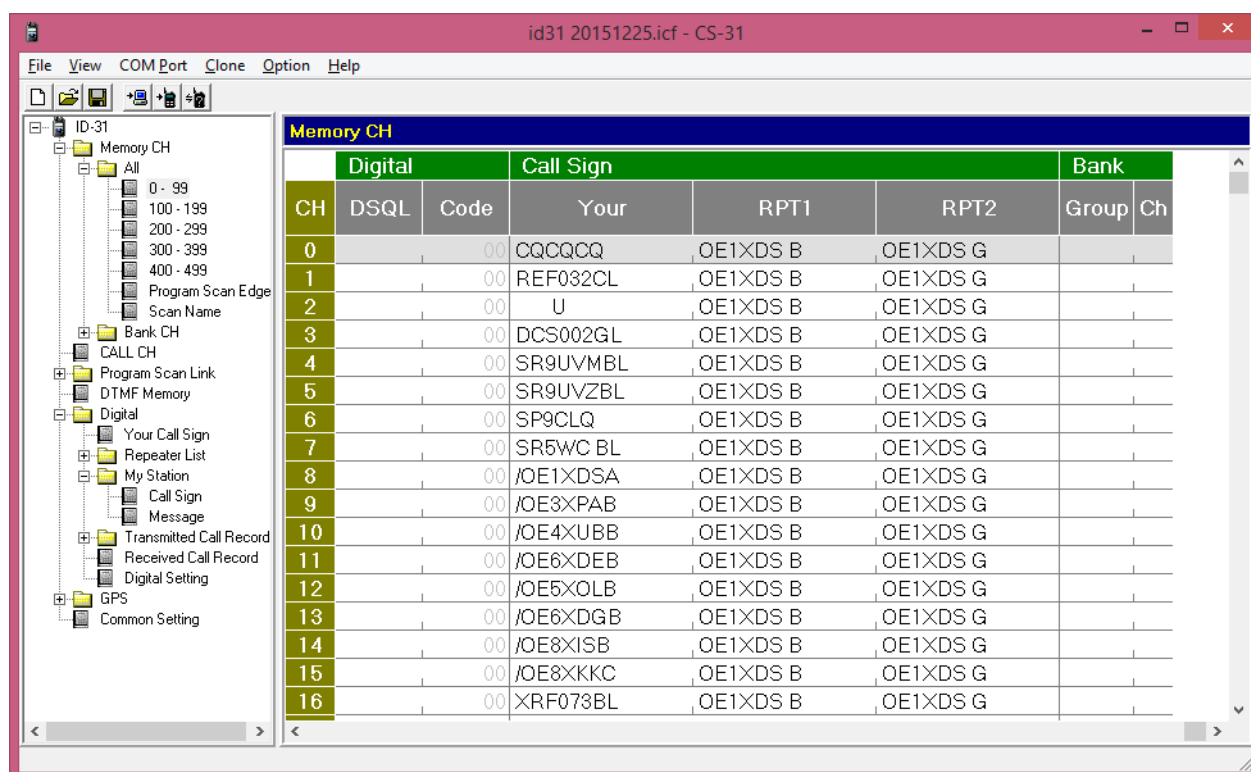 id31 20151225.icf - CS-31
File View COM Port Clone Option Help
ID-31
Memory CH
All
0 - 99
100 - 199
200 - 299
300 - 399
400 - 499
Program Scan Edge
Scan Name
Bank CH
CALL CH
Program Scan Link
DTMF Memory
Digital
Your Call Sign
Repeater List
My Station
Call Sign
Message
Transmitted Call Record
Received Call Record
Digital Setting
GPS
Common Setting
Memory CH
Digital Call Sign Bank
CH DSQL Code Your RPT1 RPT2 Group Ch
0 00 CQCQCQ OE1XDS B OE1XDS G
1 00 REF032CL OE1XDS B OE1XDS G
2 00 U OE1XDS B OE1XDS G
3 00 DCS002GL OE1XDS B OE1XDS G
4 00 SR9UVMBL OE1XDS B OE1XDS G
5 00 SR9UVZBL OE1XDS B OE1XDS G
6 00 SP9CLQ OE1XDS B OE1XDS G
7 00 SR5WC BL OE1XDS B OE1XDS G
8 00 /OE1XDSA OE1XDS B OE1XDS G
9 00 /OE3XPAB OE1XDS B OE1XDS G
10 00 /OE4XUBB OE1XDS B OE1XDS G
11 00 /OE6XDEB OE1XDS B OE1XDS G
12 00 /OE5XOLB OE1XDS B OE1XDS G
13 00 /OE6XDGB OE1XDS B OE1XDS G
14 00 /OE8XISB OE1XDS B OE1XDS G
15 00 /OE8XKKC OE1XDS B OE1XDS G
16 00 XRF073BL OE1XDS B OE1XDS G